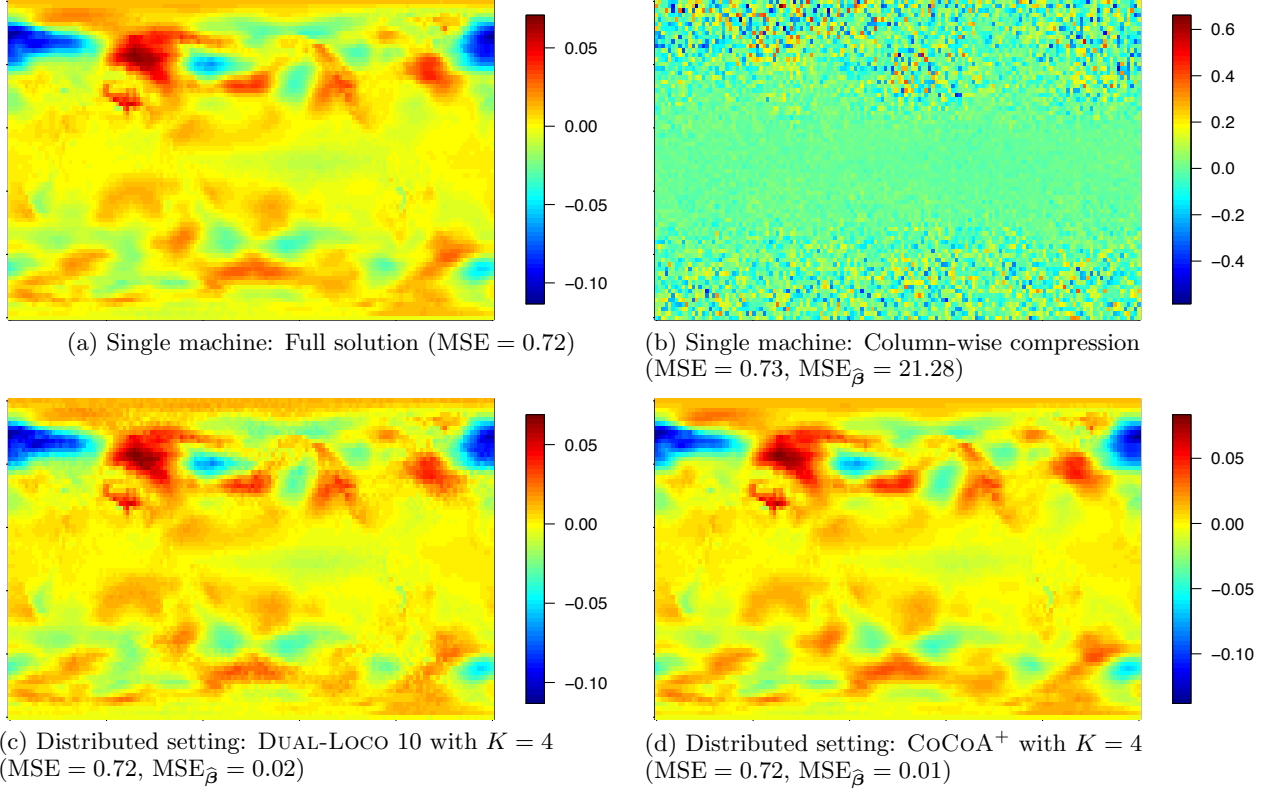 0.05
0.00
−0.05
−0.10
(a) Single machine: Full solution (MSE = 0.72)
0.6
0.4
0.2
0.0
−0.2
−0.4
(b) Single machine: Column-wise compression
(MSE = 0.73, MSE_β̂ = 21.28)
0.05
0.00
−0.05
−0.10
(c) Distributed setting: DUAL-LOCO 10 with K = 4
(MSE = 0.72, MSE_β̂ = 0.02)
0.05
0.00
−0.05
−0.10
(d) Distributed setting: COCOA⁺ with K = 4
(MSE = 0.72, MSE_β̂ = 0.01)